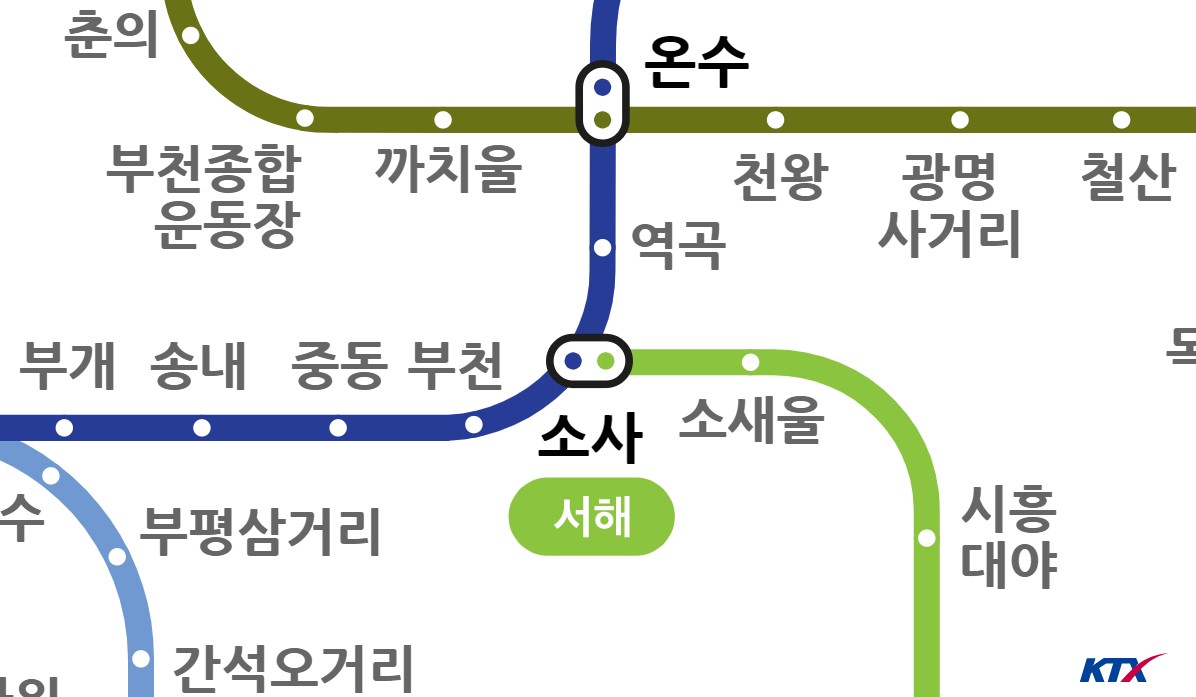 춘의
온수
부천종합
운동장
까치울
천왕
광명
사거리
철산
역곡
부개
송내
중동
부천
소사
소새울
서해
수
부평삼거리
시흥
대야
간석오거리
KTX